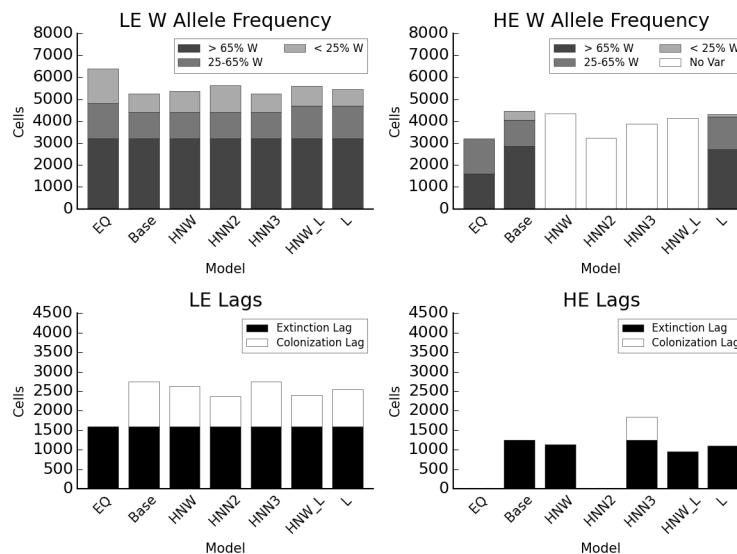 LE W Allele Frequency
8000
7000
6000
5000
4000
3000
2000
1000
0
Cells
> 65% W
25-65% W
< 25% W
EQ
Base
HNW
HNN2
HNN3
HNW_L
L
Model
HE W Allele Frequency
8000
7000
6000
5000
4000
3000
2000
1000
0
Cells
> 65% W
25-65% W
< 25% W
No Var
EQ
Base
HNW
HNN2
HNN3
HNW_L
L
Model
LE Lags
4500
4000
3500
3000
2500
2000
1500
1000
500
0
Cells
Extinction Lag
Colonization Lag
EQ
Base
HNW
HNN2
HNN3
HNW_L
L
Model
HE Lags
4500
4000
3500
3000
2500
2000
1500
1000
500
0
Cells
Extinction Lag
Colonization Lag
EQ
Base
HNW
HNN2
HNN3
HNW_L
L
Model